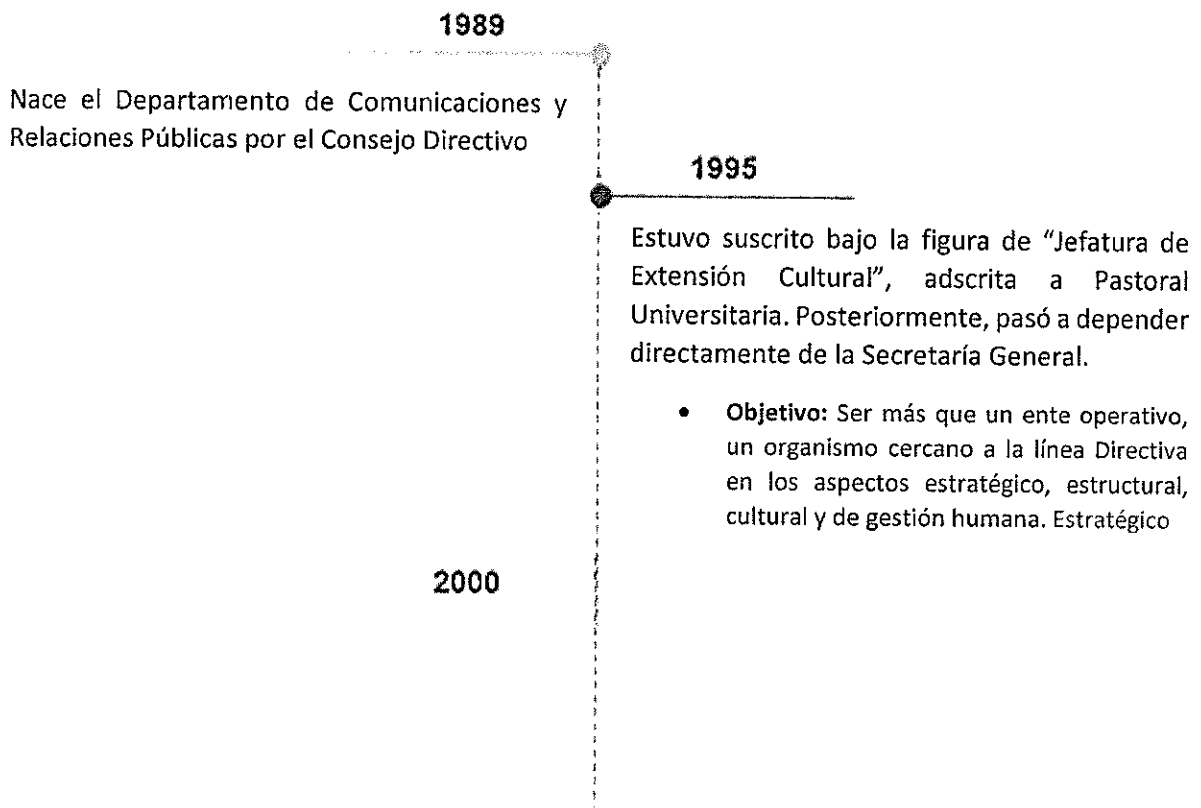 1989
Nace el Departamento de Comunicaciones y
Relaciones Públicas por el Consejo Directivo
1995
Estuvo suscrito bajo la figura de “Jefatura de
Extensión Cultural”, adscrita a Pastoral
Universitaria. Posteriormente, pasó a depender
directamente de la Secretaría General.
• Objetivo: Ser más que un ente operativo,
un organismo cercano a la línea Directiva
en los aspectos estratégico, estructural,
cultural y de gestión humana. Estratégico
2000